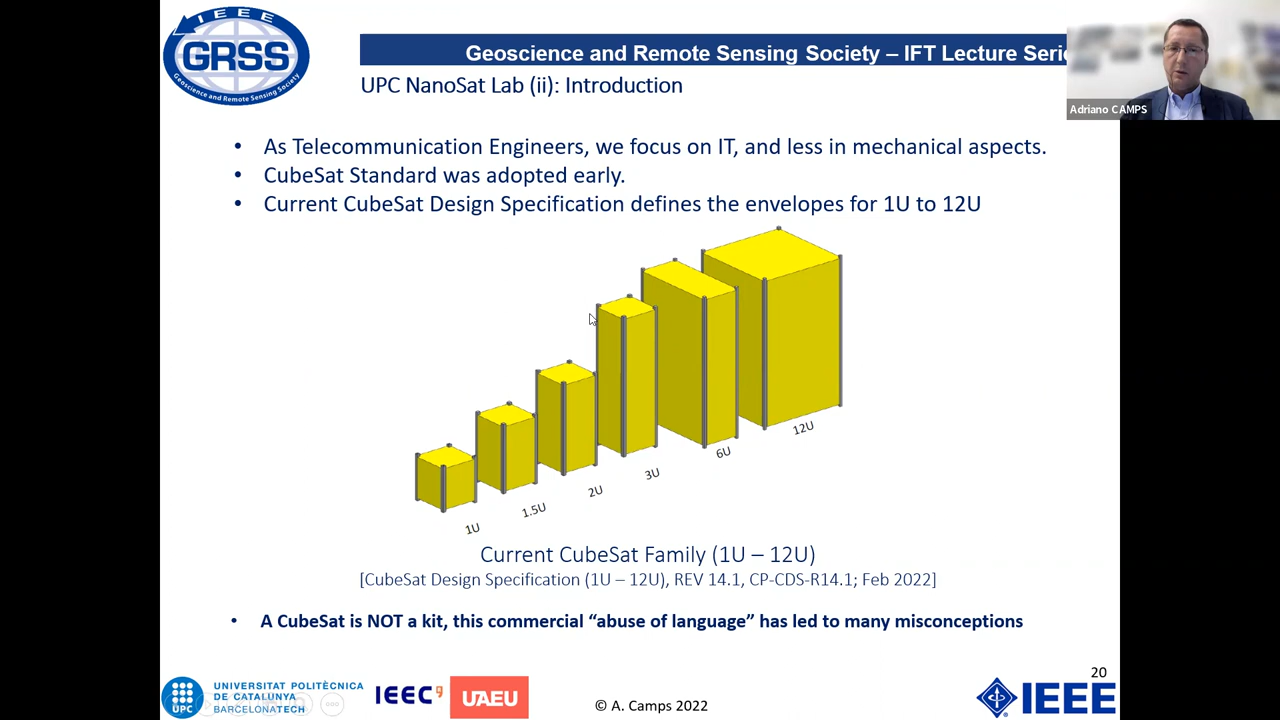 IEEE
GRSS
Geoscience and Remote Sensing Society
Geoscience and Remote Sensing Society – IFT Lecture
UPC NanoSat Lab (ii): Introduction
Adriano CAMPS
• As Telecommunication Engineers, we focus on IT, and less in mechanical aspects.
• CubeSat Standard was adopted early.
• Current CubeSat Design Specification defines the envelopes for 1U to 12U
1U
1.5U
2U
3U
6U
12U
Current CubeSat Family (1U – 12U)
[CubeSat Design Specification (1U – 12U), REV 14.1, CP-CDS-R14.1; Feb 2022]
• A CubeSat is NOT a kit, this commercial “abuse of language” has led to many misconceptions
20
UPC
UNIVERSITAT POLITÈCNICA
DE CATALUNYA
BARCELONATECH
IEEC
UAEU
© A. Camps 2022
IEEE